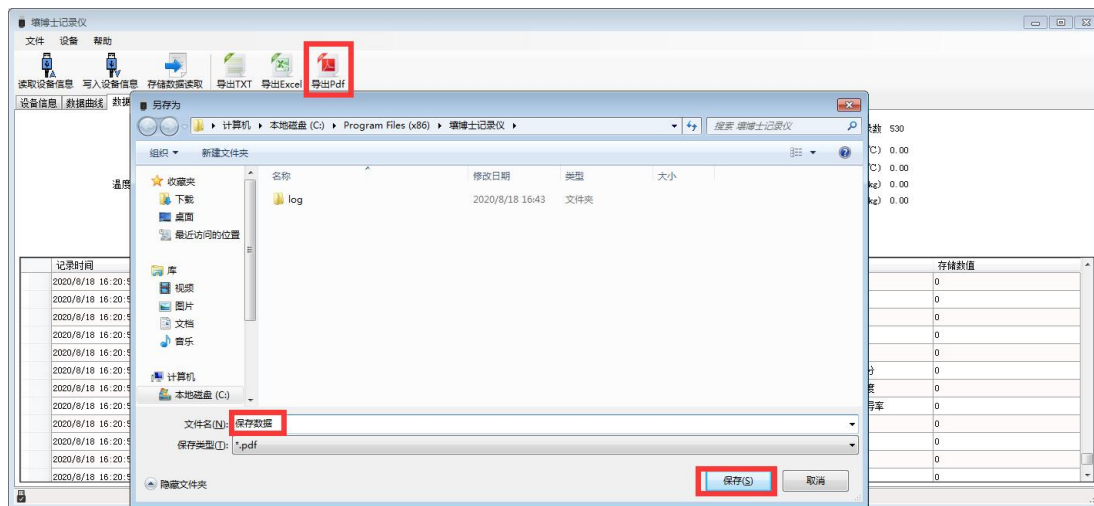 壤博士记录仪
文件 设备 帮助
读取设备信息 写入设备信息 存储数据读取 导出TXT 导出Excel 导出Pdf
设备信息 数据曲线 数据
另存为
计算机 ▸ 本地磁盘 (C:) ▸ Program Files (x86) ▸ 壤博士记录仪 ▸
搜索 壤博士记录仪
数 530
组织 新建文件夹
℃) 0.00
℃) 0.00
温度
kg) 0.00
kg) 0.00
收藏夹
下载
桌面
最近访问的位置
库
视频
图片
文档
音乐
计算机
本地磁盘 (C:)
名称 修改日期 类型 大小
log 2020/8/18 16:43 文件夹
记录时间 存储数值
2020/8/18 16:20:5 0
2020/8/18 16:20:5 0
2020/8/18 16:20:5 0
2020/8/18 16:20:5 0
2020/8/18 16:20:5 0
2020/8/18 16:20:5 0
2020/8/18 16:20:5 度 0
2020/8/18 16:20:5 导率 0
2020/8/18 16:20:5 0
2020/8/18 16:20:5 0
2020/8/18 16:20:5 0
2020/8/18 16:20:5 0
文件名(N): 保存数据
保存类型(T): *.pdf
隐藏文件夹
保存(S) 取消